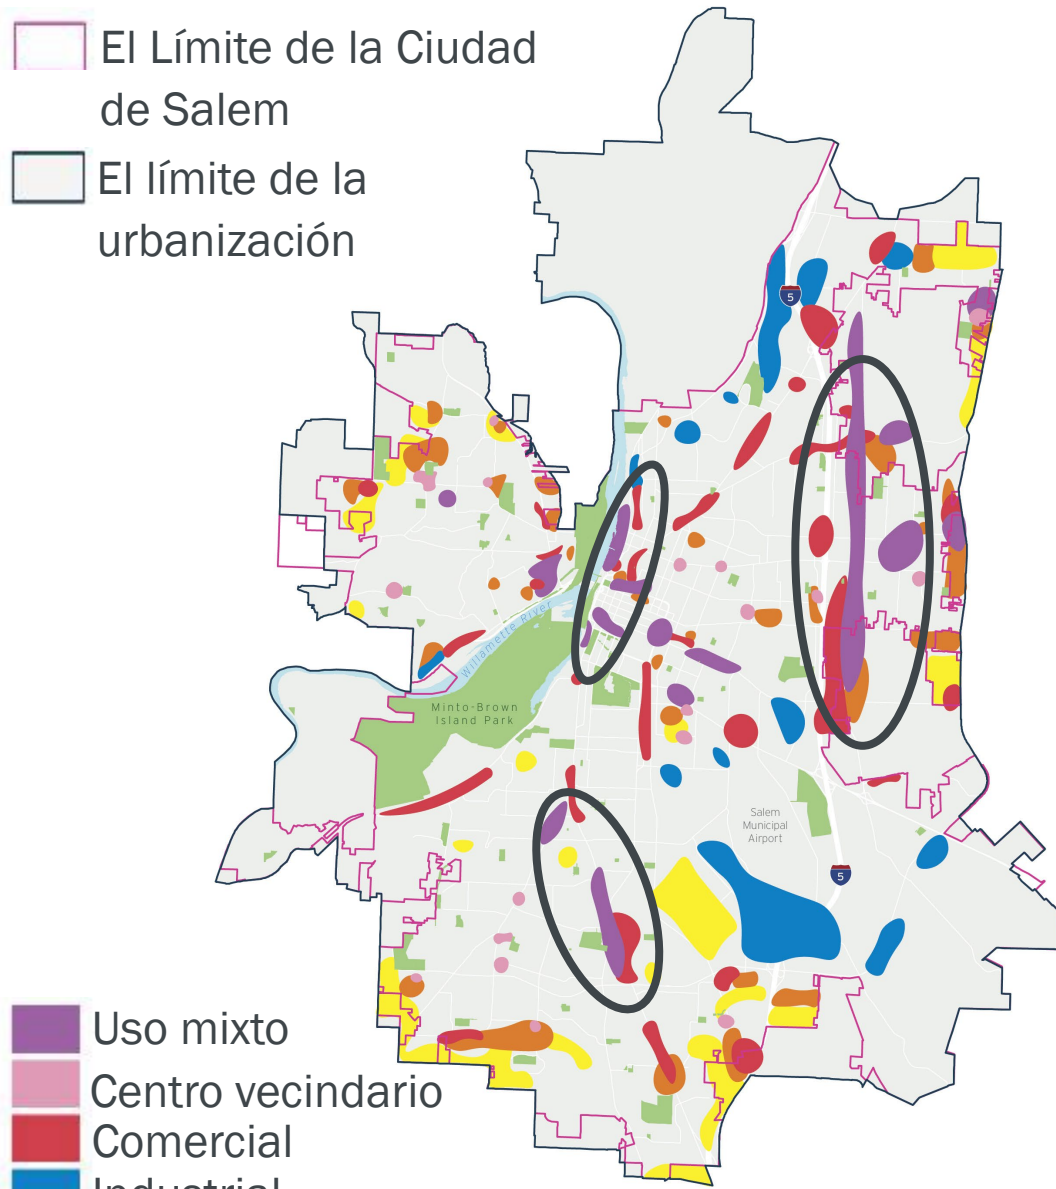 El Límite de la Ciudad
de Salem
El límite de la
urbanización
5
Willamette River
Minto-Brown
Island Park
Salem
Municipal
Airport
5
Uso mixto
Centro vecindario
Comercial
Industrial